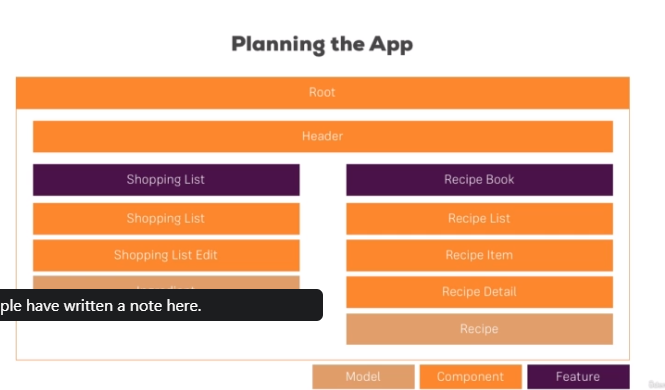 Planning the App
Root
Header
Shopping List
Recipe Book
Shopping List
Recipe List
Shopping List Edit
Recipe Item
ple have written a note here.
Recipe Detail
Recipe
Model
Component
Feature